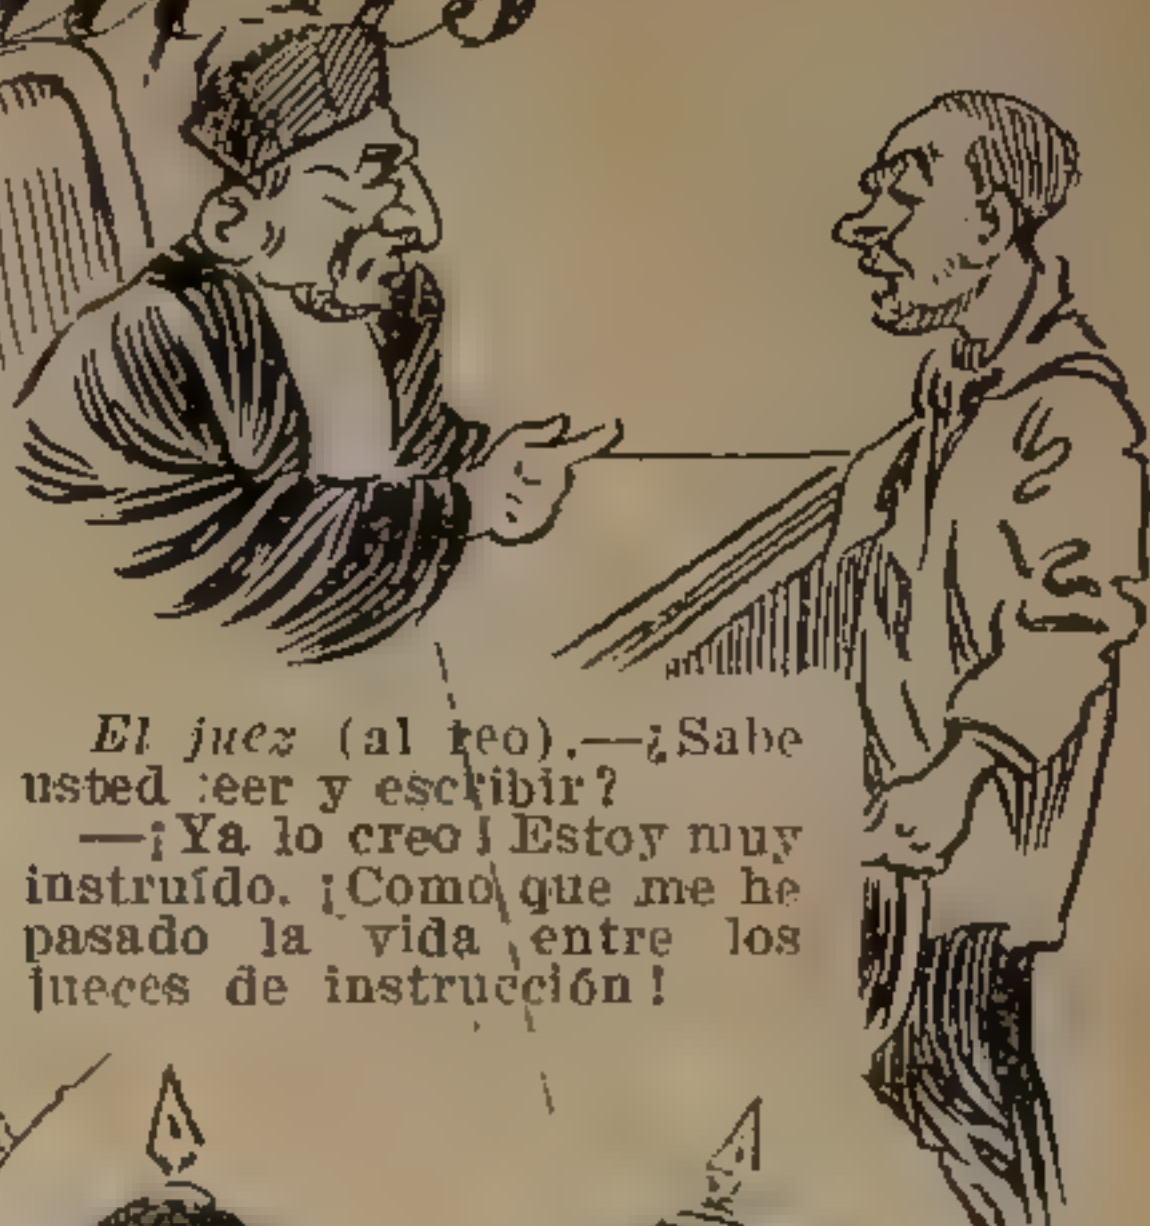 El juez (al reo).—¿Sabe
usted leer y escribir?
—¡Ya lo creo! Estoy muy
instruído. ¡Como que me he
pasado la vida entre los
jueces de instrucción!